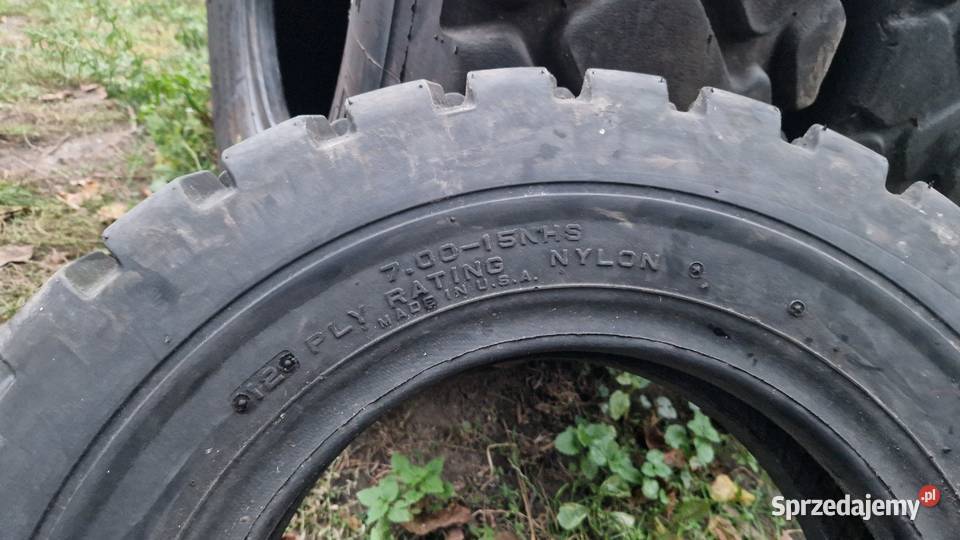 7.00-15NHS
12 PLY RATING NYLON
MADE IN U.S.A.
Sprzedajemy.pl